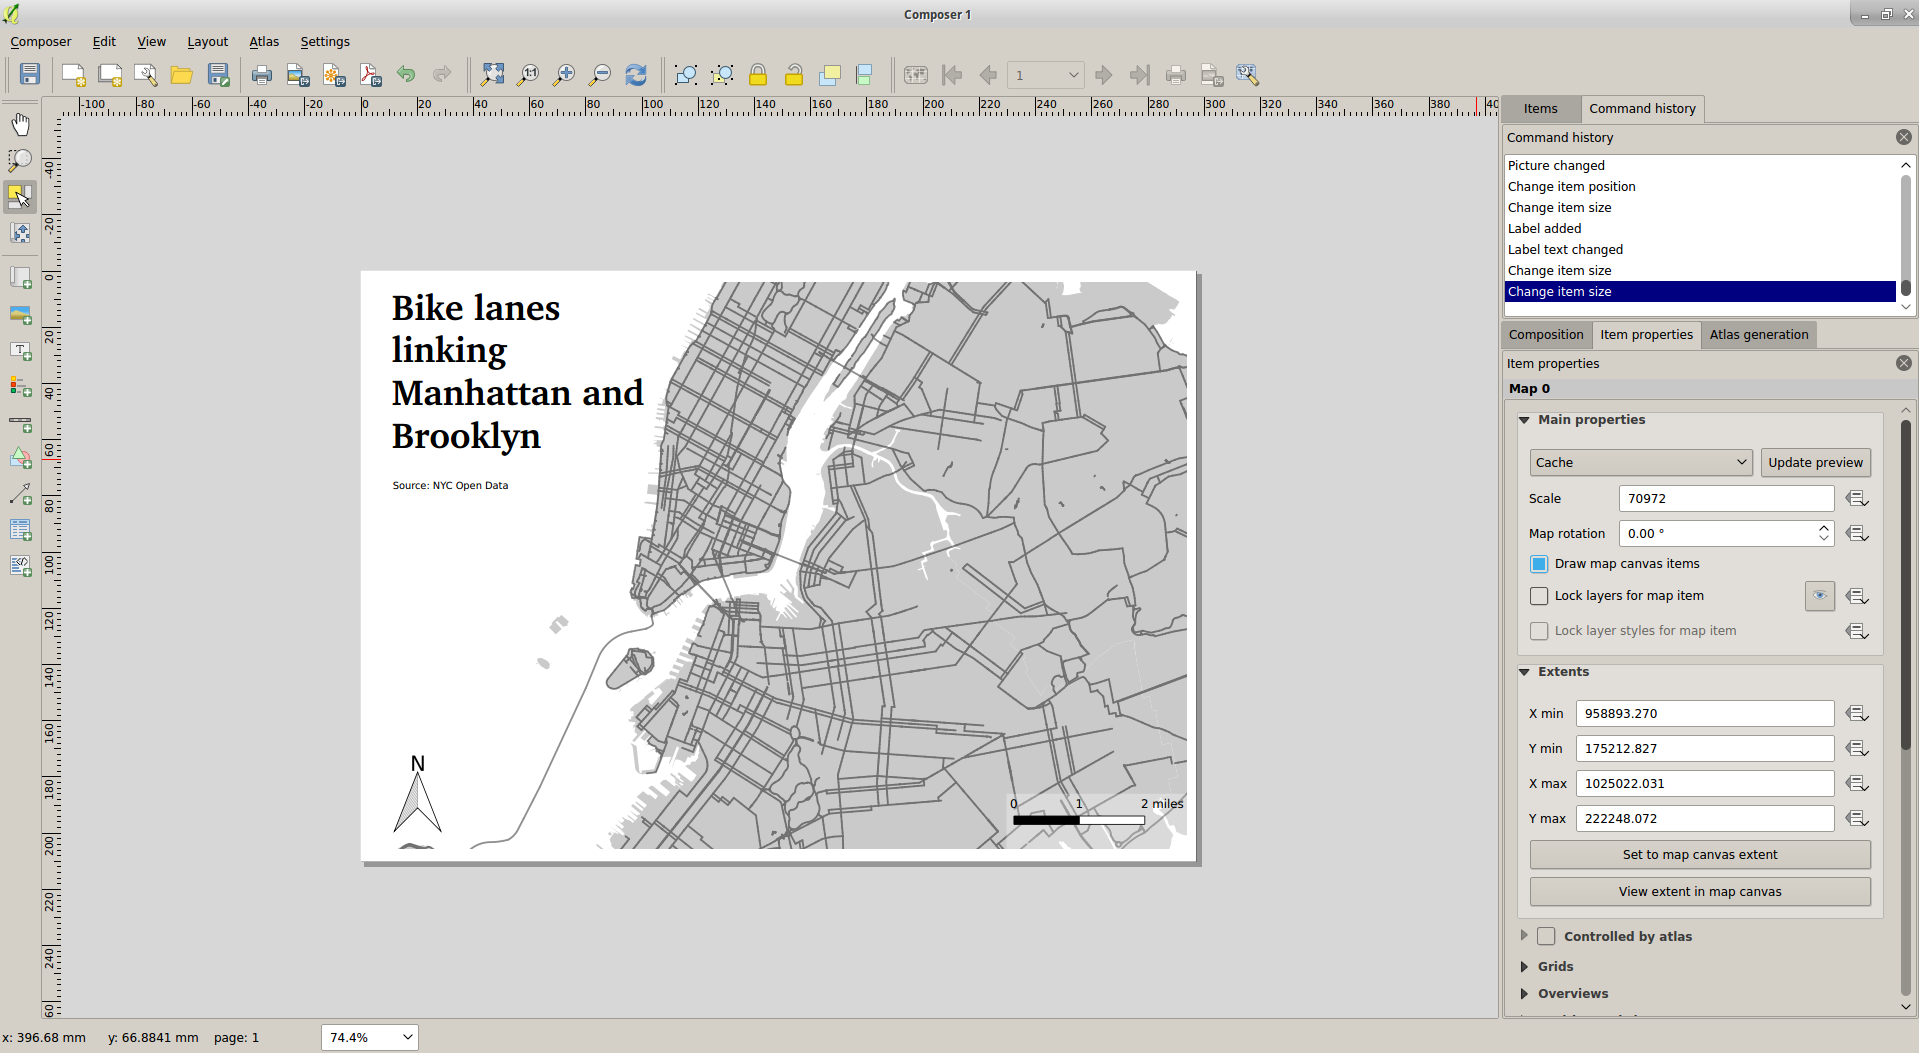 Composer 1
Composer Edit View Layout Atlas Settings
1:1
1
-100 -80 -60 -40 -20 0 20 40 60 80 100 120 140 160 180 200 220 240 260 280 300 320 340 360 380 40
-40
-20
0
20
40
60
80
100
120
140
160
180
200
220
240
60
Bike lanes
linking
Manhattan and
Brooklyn
Source: NYC Open Data
N
0 1 2 miles
Items Command history
Command history
Picture changed
Change item position
Change item size
Label added
Label text changed
Change item size
Change item size
Composition Item properties Atlas generation
Item properties
Map 0
Main properties
Cache Update preview
Scale 70972
Map rotation 0.00 °
Draw map canvas items
Lock layers for map item
Lock layer styles for map item
Extents
X min 958893.270
Y min 175212.827
X max 1025022.031
Y max 222248.072
Set to map canvas extent
View extent in map canvas
Controlled by atlas
Grids
Overviews
x: 396.68 mm y: 66.8841 mm page: 1 74.4%